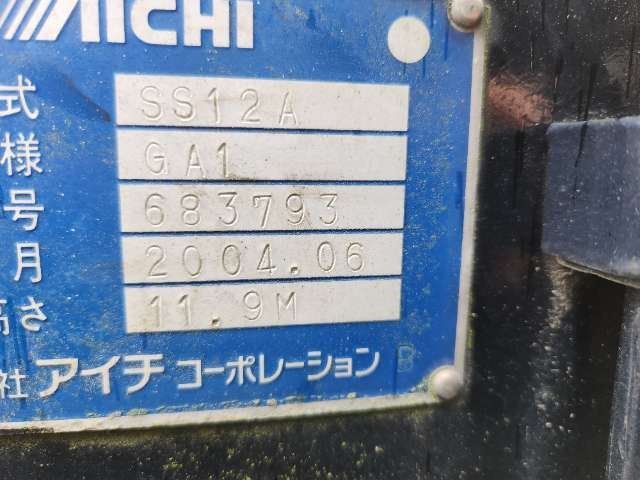 AICHI
式 SS12A
様 GA1
号 683793
月 2004.06
高さ 11.9M
社 アイチ コーポレーション B